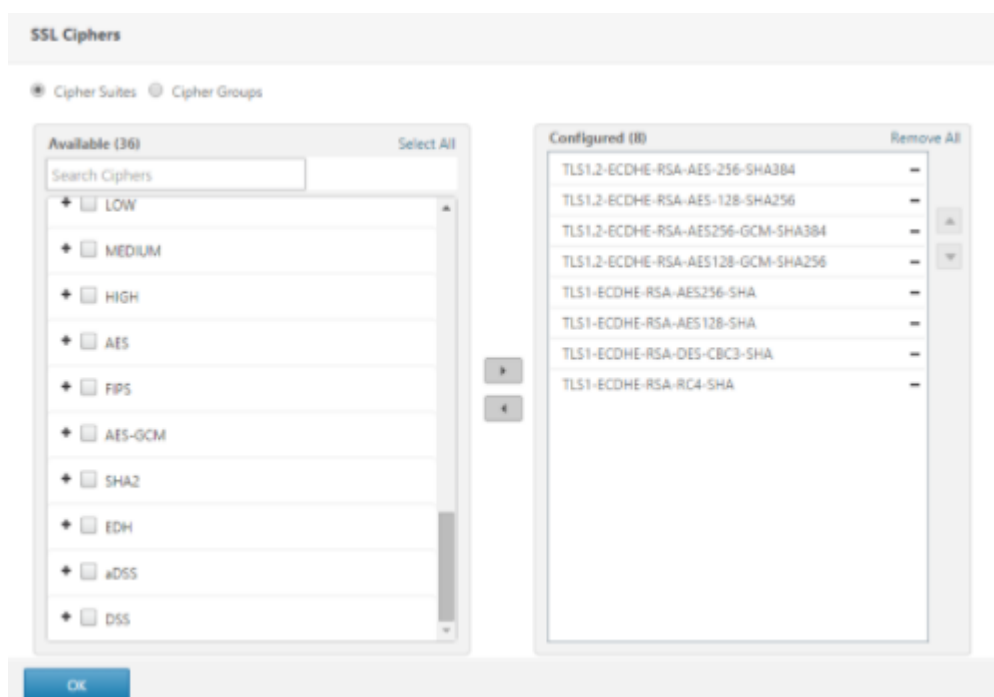 SSL Ciphers
Cipher Suites Cipher Groups
Available (36) Select All
Search Ciphers
LOW
MEDIUM
HIGH
AES
FIPS
AES-GCM
SHA2
EDH
aDSS
DSS
Configured (8) Remove All
TLS1.2-ECDHE-RSA-AES-256-SHA384
TLS1.2-ECDHE-RSA-AES-128-SHA256
TLS1.2-ECDHE-RSA-AES256-GCM-SHA384
TLS1.2-ECDHE-RSA-AES128-GCM-SHA256
TLS1-ECDHE-RSA-AES256-SHA
TLS1-ECDHE-RSA-AES128-SHA
TLS1-ECDHE-RSA-DES-CBC3-SHA
TLS1-ECDHE-RSA-RC4-SHA
OK